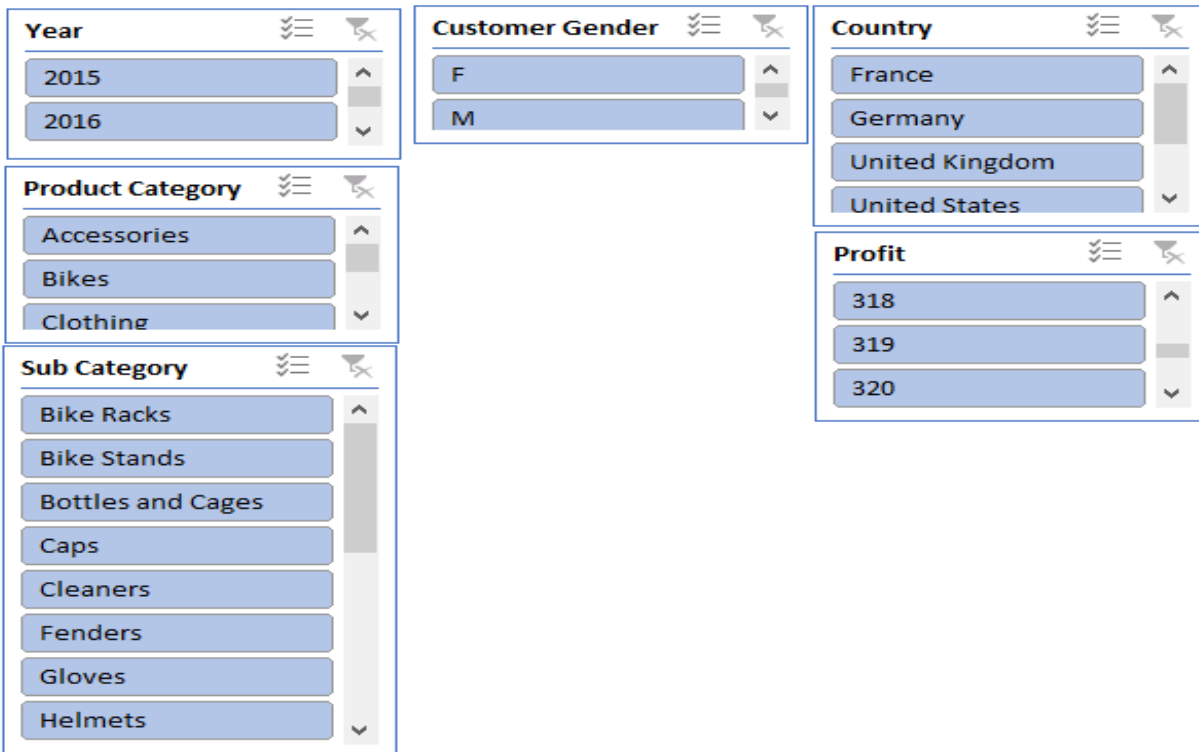 Year
2015
2016
Customer Gender
F
M
Country
France
Germany
United Kingdom
United States
Product Category
Accessories
Bikes
Clothing
Profit
318
319
320
Sub Category
Bike Racks
Bike Stands
Bottles and Cages
Caps
Cleaners
Fenders
Gloves
Helmets